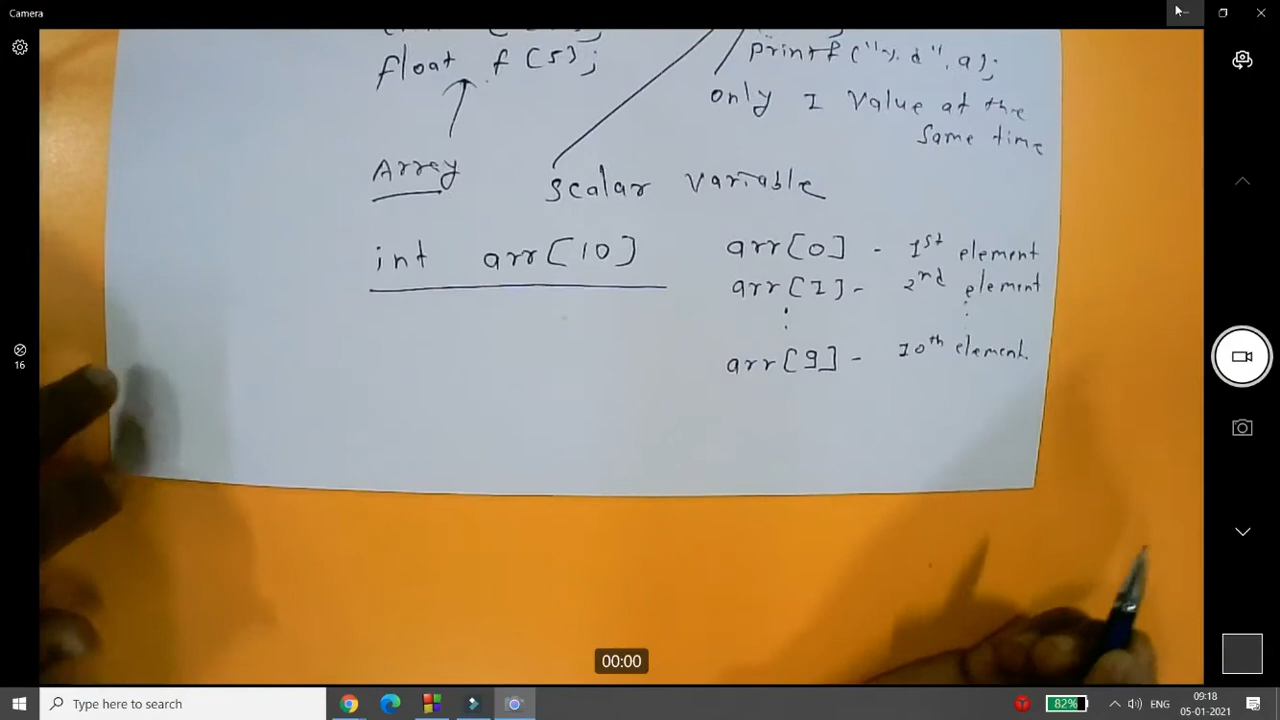 Camera
float f[5];
printf("%d", a);
only 1 value at the
same time
Array
scalar variable
int arr[10]
arr[0] - 1st element
arr[1] - 2nd element
arr[9] - 10th element.
16
00:00
Type here to search
82%
ENG
09:18
05-01-2021